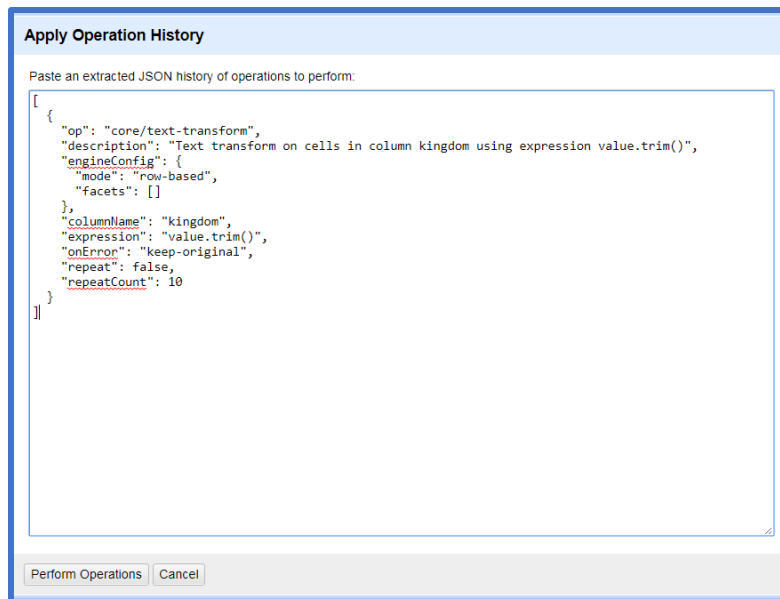 Apply Operation History
Paste an extracted JSON history of operations to perform:
[
  {
    "op": "core/text-transform",
    "description": "Text transform on cells in column kingdom using expression value.trim()",
    "engineConfig": {
      "mode": "row-based",
      "facets": []
    },
    "columnName": "kingdom",
    "expression": "value.trim()",
    "onError": "keep-original",
    "repeat": false,
    "repeatCount": 10
  }
]
Perform Operations Cancel